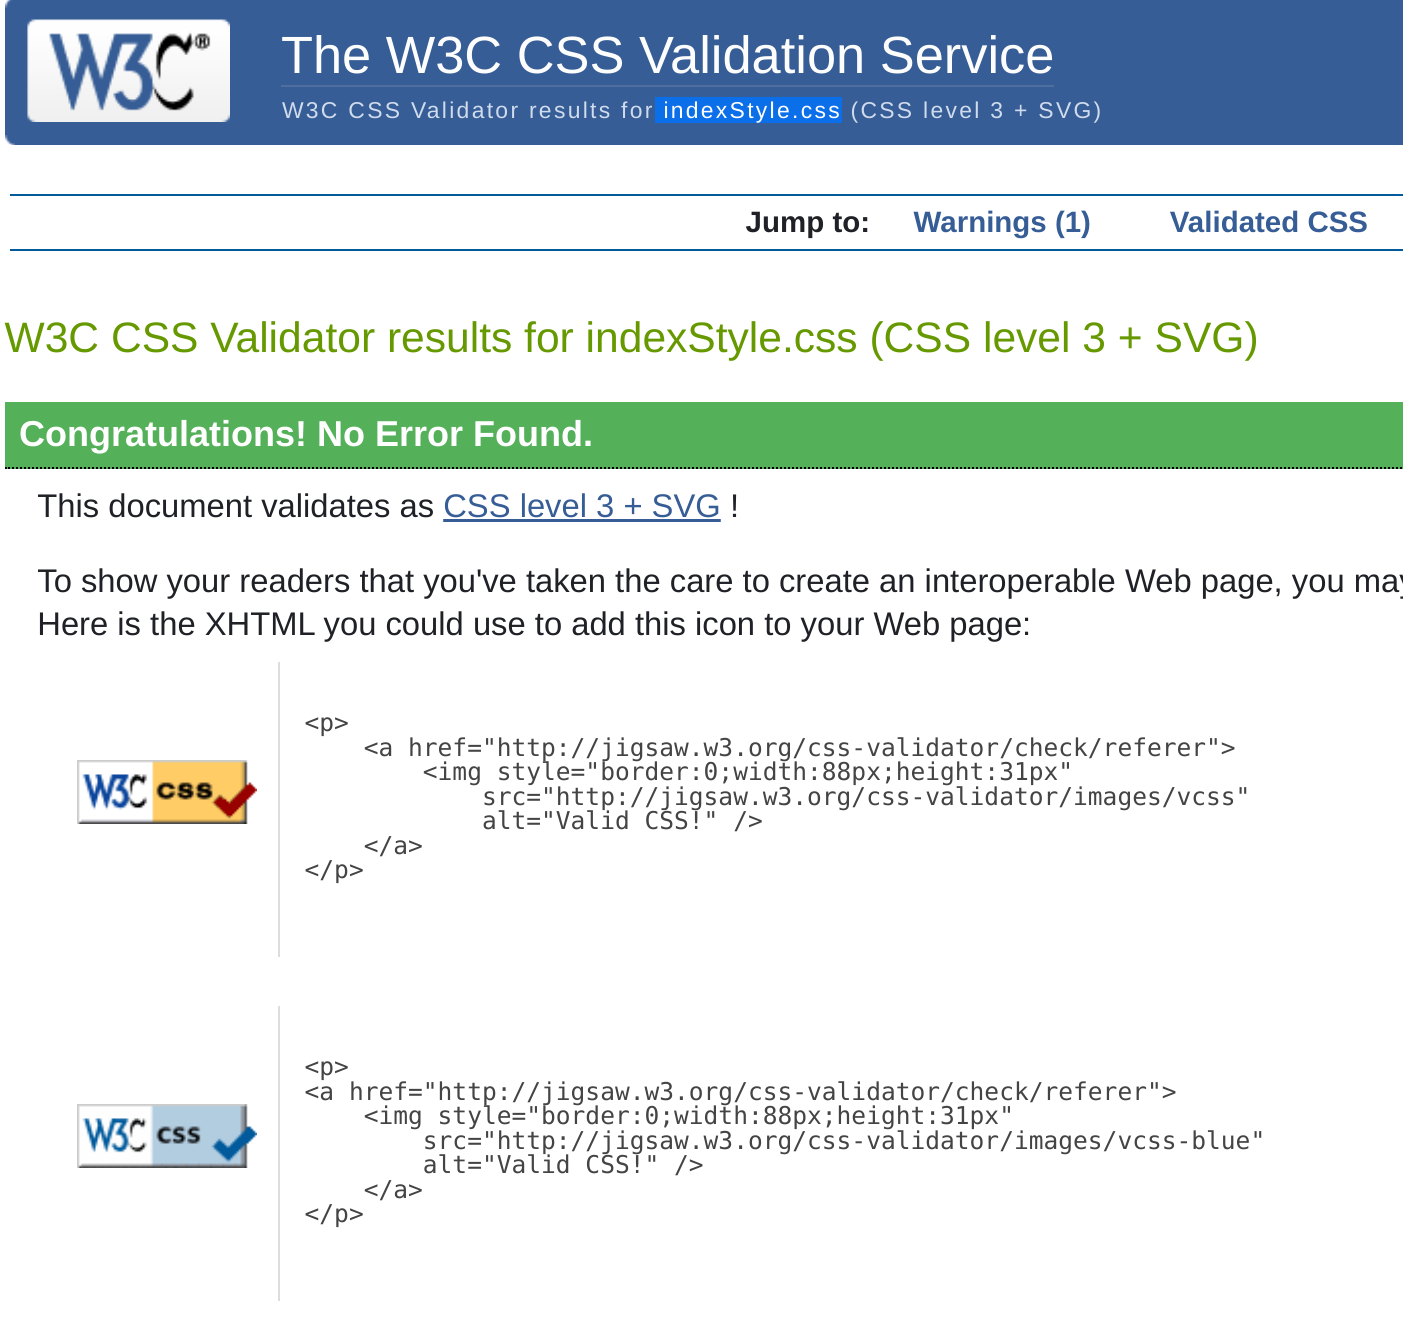 W3C®
The W3C CSS Validation Service
W3C CSS Validator results for indexStyle.css (CSS level 3 + SVG)
Jump to: Warnings (1) Validated CSS
W3C CSS Validator results for indexStyle.css (CSS level 3 + SVG)
Congratulations! No Error Found.
This document validates as CSS level 3 + SVG !
To show your readers that you've taken the care to create an interoperable Web page, you may
Here is the XHTML you could use to add this icon to your Web page:
W3C css
<p>
    <a href="http://jigsaw.w3.org/css-validator/check/referer">
        <img style="border:0;width:88px;height:31px"
            src="http://jigsaw.w3.org/css-validator/images/vcss"
            alt="Valid CSS!" />
    </a>
</p>
W3C css
<p>
<a href="http://jigsaw.w3.org/css-validator/check/referer">
    <img style="border:0;width:88px;height:31px"
        src="http://jigsaw.w3.org/css-validator/images/vcss-blue"
        alt="Valid CSS!" />
    </a>
</p>